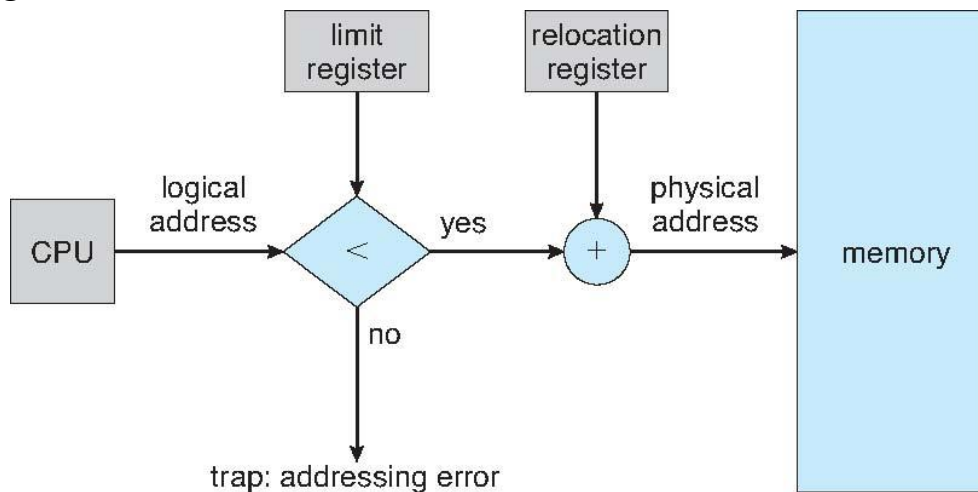 limit
register
relocation
register
logical
address
physical
address
CPU
<
yes
+
memory
no
trap: addressing error